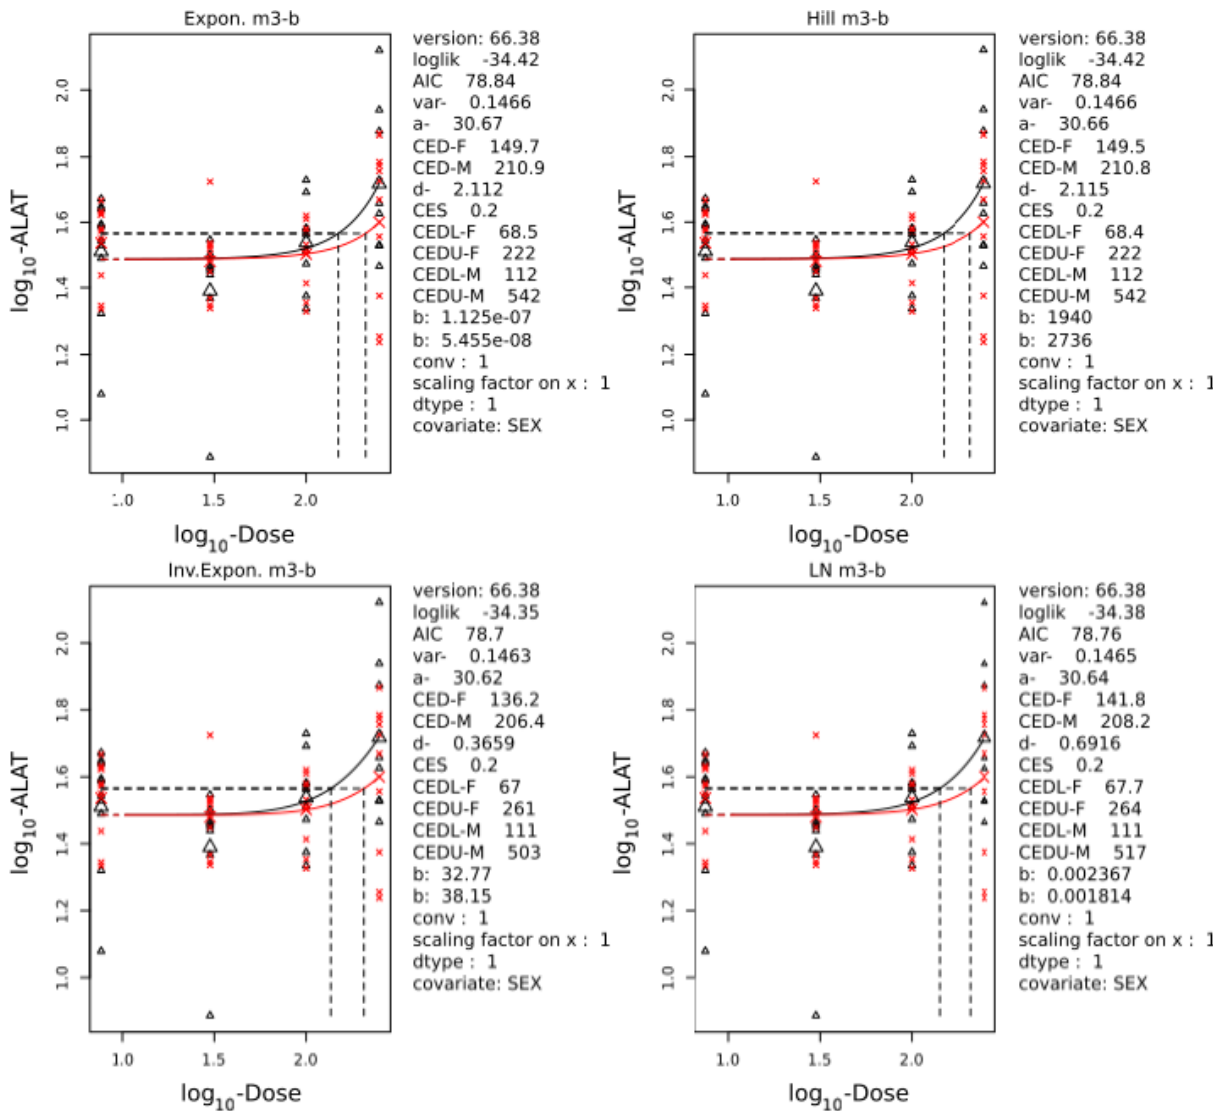 Expon. m3-b
version: 66.38
loglik -34.42
AIC 78.84
var- 0.1466
a- 30.67
CED-F 149.7
CED-M 210.9
d- 2.112
CES 0.2
CEDL-F 68.5
CEDU-F 222
CEDL-M 112
CEDU-M 542
b: 1.125e-07
b: 5.455e-08
conv : 1
scaling factor on x : 1
dtype : 1
covariate: SEX
log10-ALAT
2.0
1.8
1.6
1.4
1.2
1.0
1.0
1.5
2.0
log10-Dose
Hill m3-b
version: 66.38
loglik -34.42
AIC 78.84
var- 0.1466
a- 30.66
CED-F 149.5
CED-M 210.8
d- 2.115
CES 0.2
CEDL-F 68.4
CEDU-F 222
CEDL-M 112
CEDU-M 542
b: 1940
b: 2736
conv : 1
scaling factor on x : 1
dtype : 1
covariate: SEX
log10-ALAT
2.0
1.8
1.6
1.4
1.2
1.0
1.0
1.5
2.0
log10-Dose
Inv.Expon. m3-b
version: 66.38
loglik -34.35
AIC 78.7
var- 0.1463
a- 30.62
CED-F 136.2
CED-M 206.4
d- 0.3659
CES 0.2
CEDL-F 67
CEDU-F 261
CEDL-M 111
CEDU-M 503
b: 32.77
b: 38.15
conv : 1
scaling factor on x : 1
dtype : 1
covariate: SEX
log10-ALAT
2.0
1.8
1.6
1.4
1.2
1.0
1.0
1.5
2.0
log10-Dose
LN m3-b
version: 66.38
loglik -34.38
AIC 78.76
var- 0.1465
a- 30.64
CED-F 141.8
CED-M 208.2
d- 0.6916
CES 0.2
CEDL-F 67.7
CEDU-F 264
CEDL-M 111
CEDU-M 517
b: 0.002367
b: 0.001814
conv : 1
scaling factor on x : 1
dtype : 1
covariate: SEX
log10-ALAT
2.0
1.8
1.6
1.4
1.2
1.0
1.0
1.5
2.0
log10-Dose